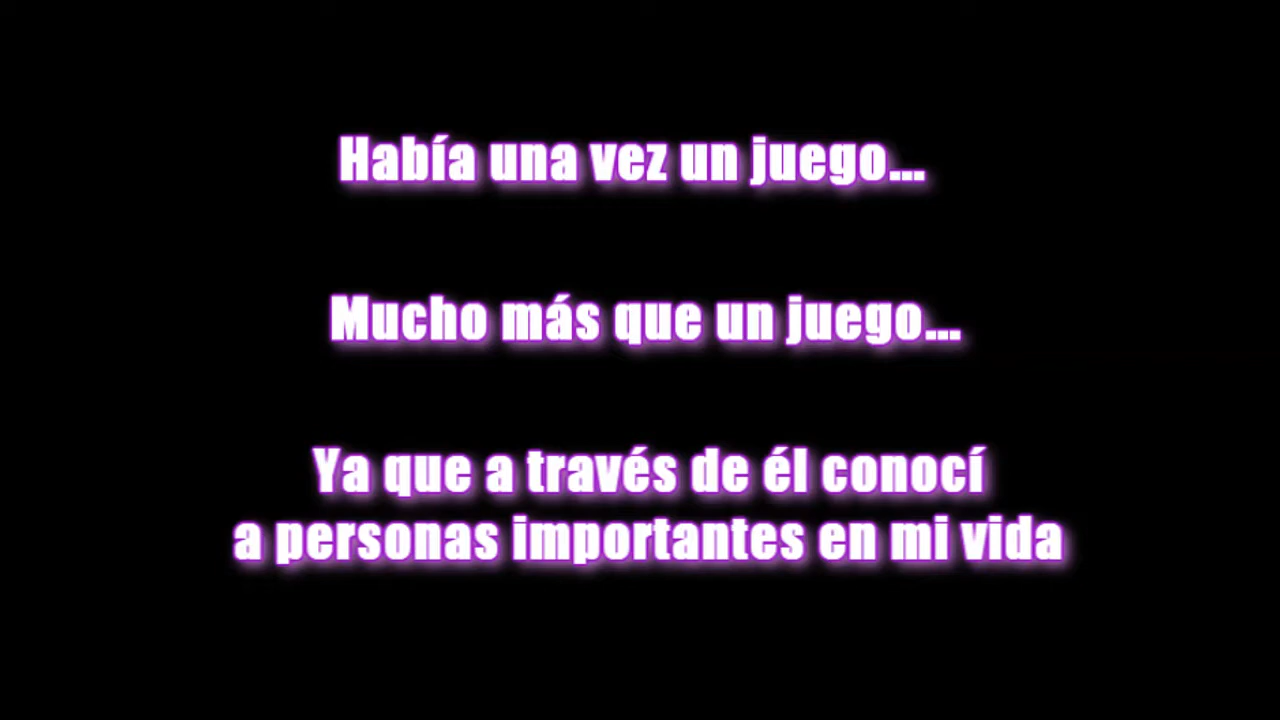 Había una vez un juego...
Mucho más que un juego...
Ya que a través de él conocí
a personas importantes en mi vida